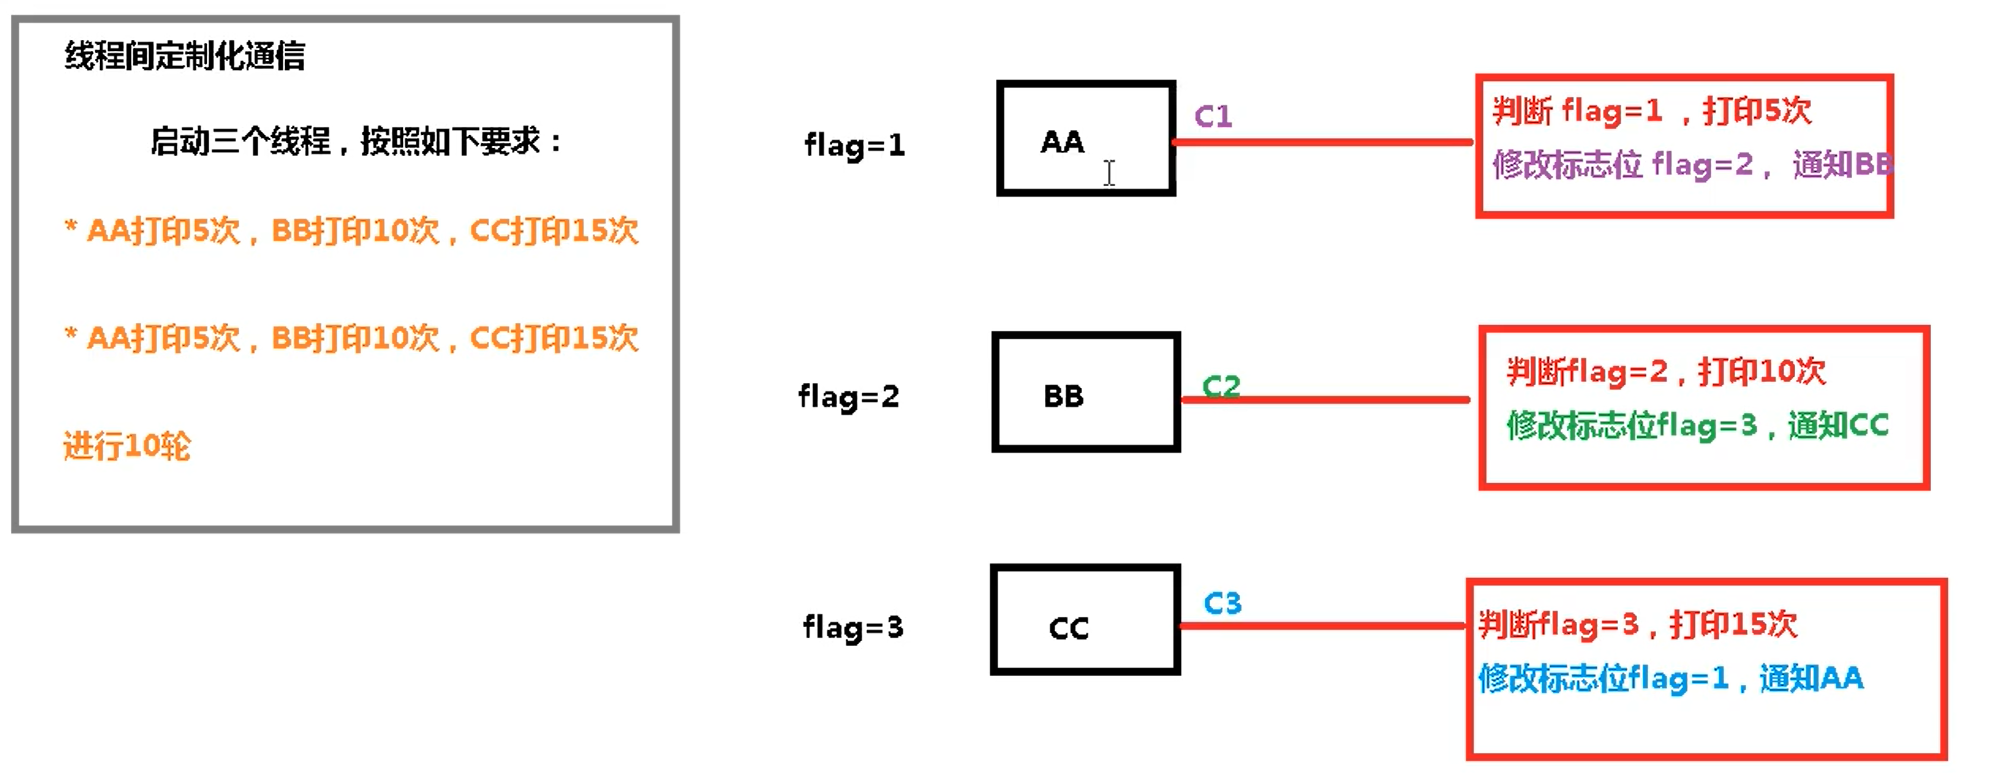 线程间定制化通信
启动三个线程，按照如下要求：
* AA打印5次，BB打印10次，CC打印15次
* AA打印5次，BB打印10次，CC打印15次
进行10轮
flag=1
AA
C1
判断 flag=1 ，打印5次
修改标志位 flag=2， 通知BB
flag=2
BB
C2
判断flag=2，打印10次
修改标志位flag=3，通知CC
flag=3
CC
C3
判断flag=3，打印15次
修改标志位flag=1，通知AA